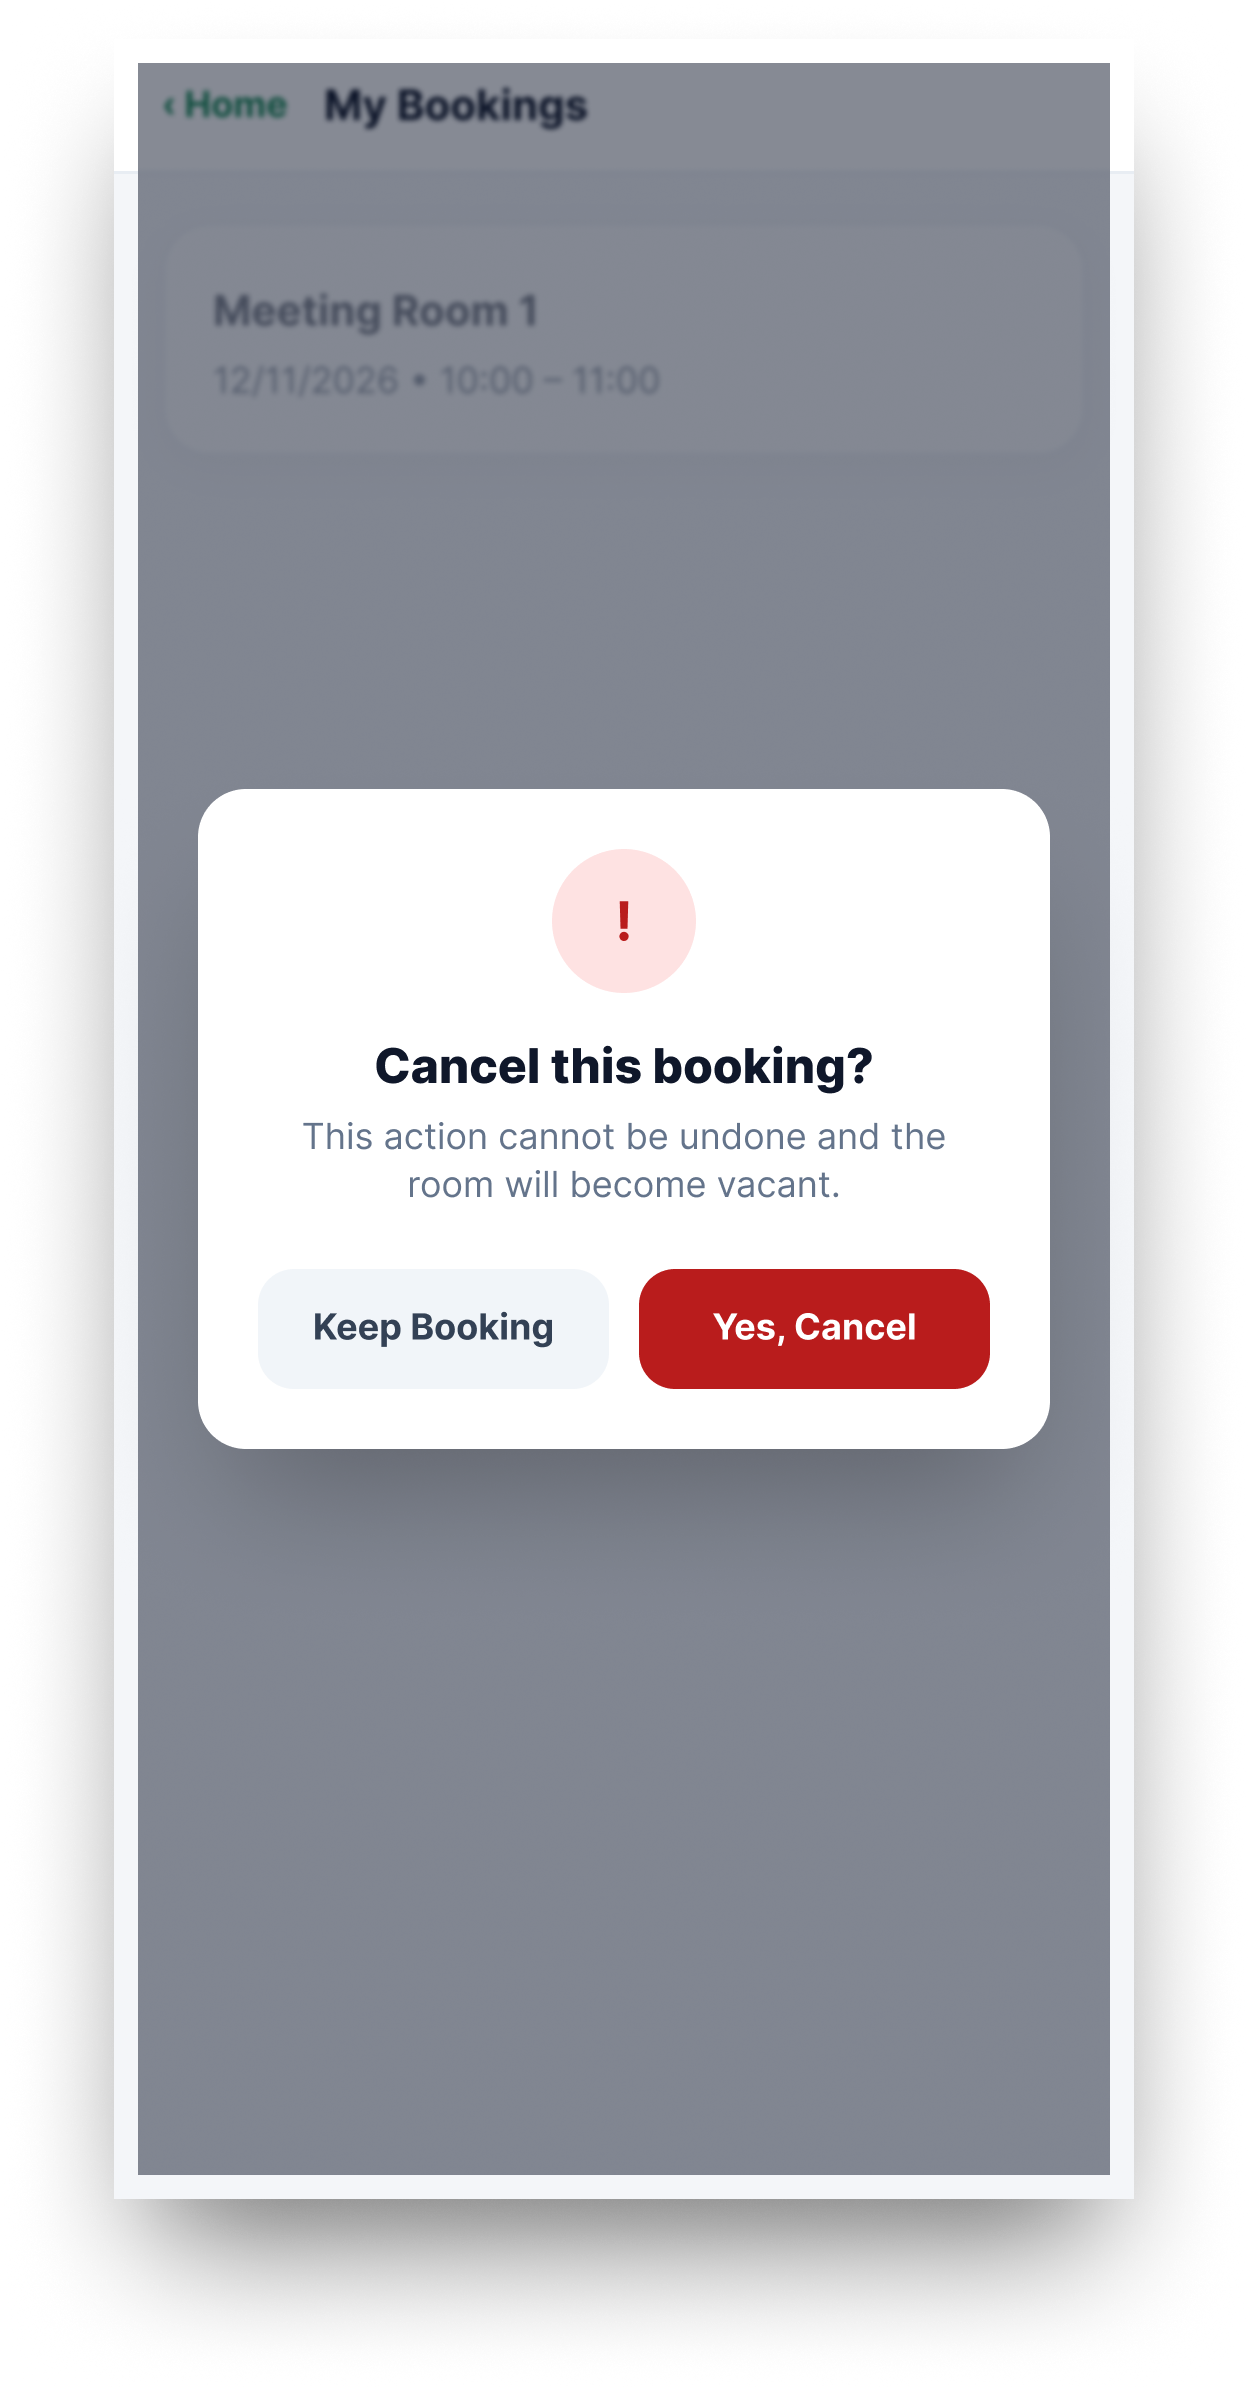 ‹ Home My Bookings
Meeting Room 1
12/11/2026 • 10:00 – 11:00
!
Cancel this booking?
This action cannot be undone and the
room will become vacant.
Keep Booking Yes, Cancel